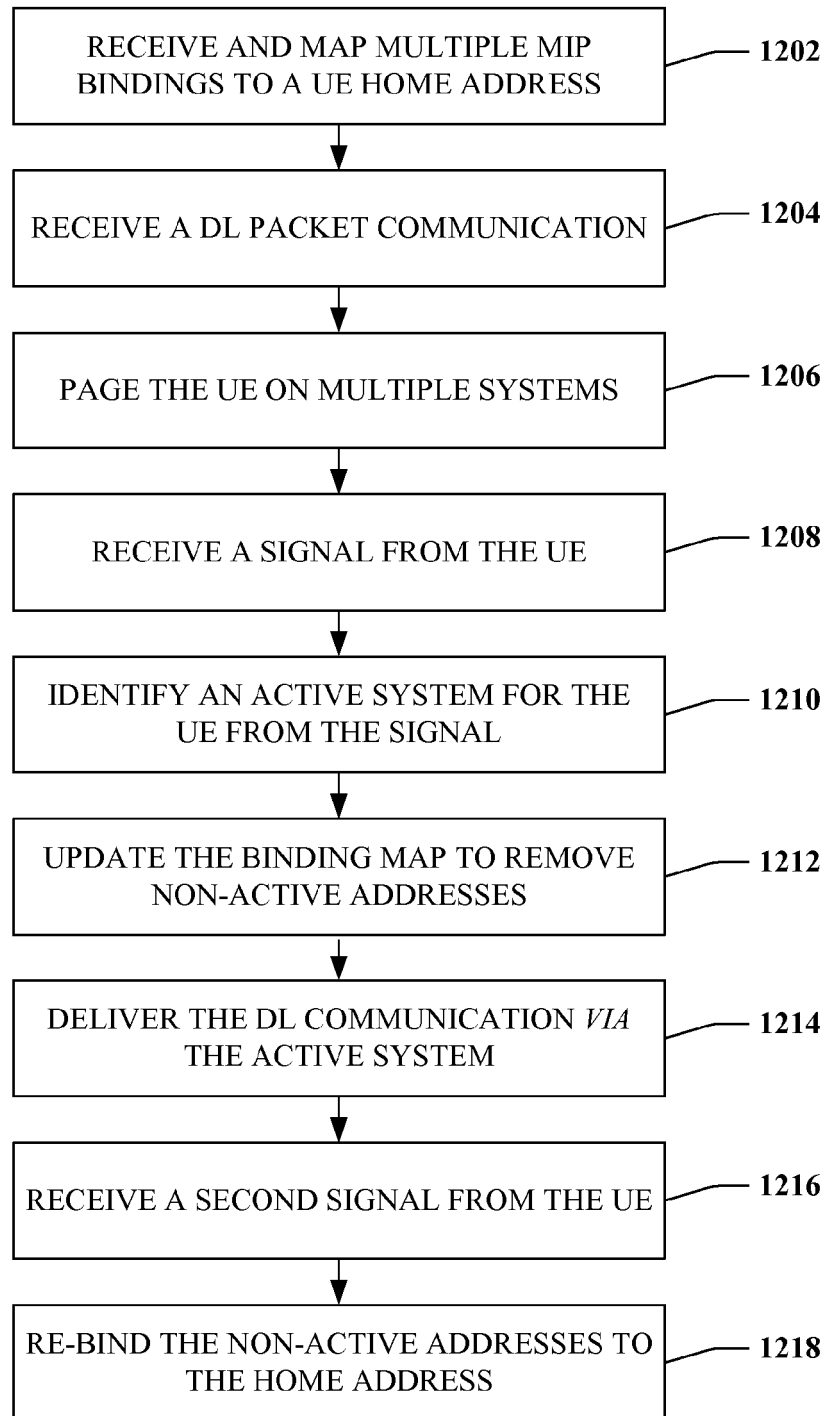 RECEIVE AND MAP MULTIPLE MIP
BINDINGS TO A UE HOME ADDRESS
1202
RECEIVE A DL PACKET COMMUNICATION
1204
PAGE THE UE ON MULTIPLE SYSTEMS
1206
RECEIVE A SIGNAL FROM THE UE
1208
IDENTIFY AN ACTIVE SYSTEM FOR THE
UE FROM THE SIGNAL
1210
UPDATE THE BINDING MAP TO REMOVE
NON-ACTIVE ADDRESSES
1212
DELIVER THE DL COMMUNICATION VIA
THE ACTIVE SYSTEM
1214
RECEIVE A SECOND SIGNAL FROM THE UE
1216
RE-BIND THE NON-ACTIVE ADDRESSES TO
THE HOME ADDRESS
1218